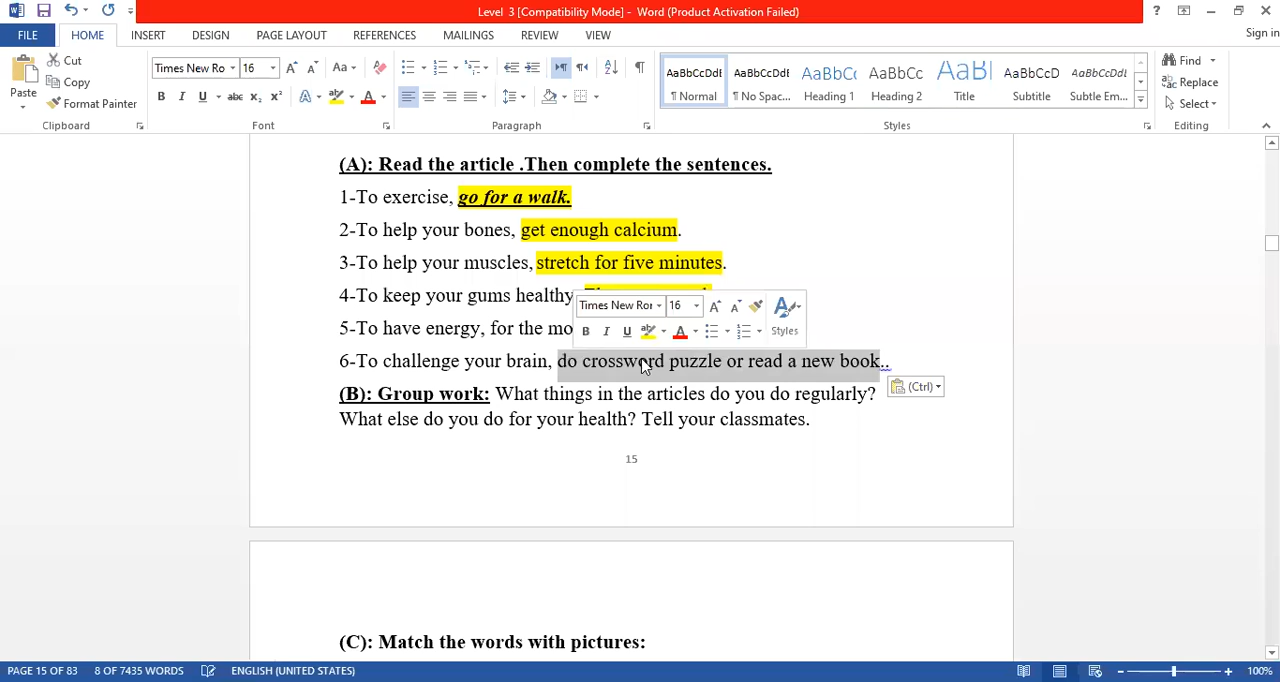 Level 3 [Compatibility Mode] - Word (Product Activation Failed)
FILE HOME INSERT DESIGN PAGE LAYOUT REFERENCES MAILINGS REVIEW VIEW Sign in
Paste
Cut
Copy
Format Painter
Clipboard
Times New Ro 16
Font
Paragraph
AaBbCcDdI AaBbCcDdI AaBbCc AaBbCc AaBl AaBbCcD AaBbCcDdI
¶ Normal ¶ No Spac... Heading 1 Heading 2 Title Subtitle Subtle Em...
Styles
Find
Replace
Select
Editing
(A): Read the article .Then complete the sentences.
1-To exercise, go for a walk.
2-To help your bones, get enough calcium.
3-To help your muscles, stretch for five minutes.
4-To keep your gums healthy
5-To have energy, for the mo
Times New Ror 16
B I U Styles
6-To challenge your brain, do crossword puzzle or read a new book..
(Ctrl)
(B): Group work: What things in the articles do you do regularly?
What else do you do for your health? Tell your classmates.
15
(C): Match the words with pictures:
PAGE 15 OF 83 8 OF 7435 WORDS ENGLISH (UNITED STATES) 100%